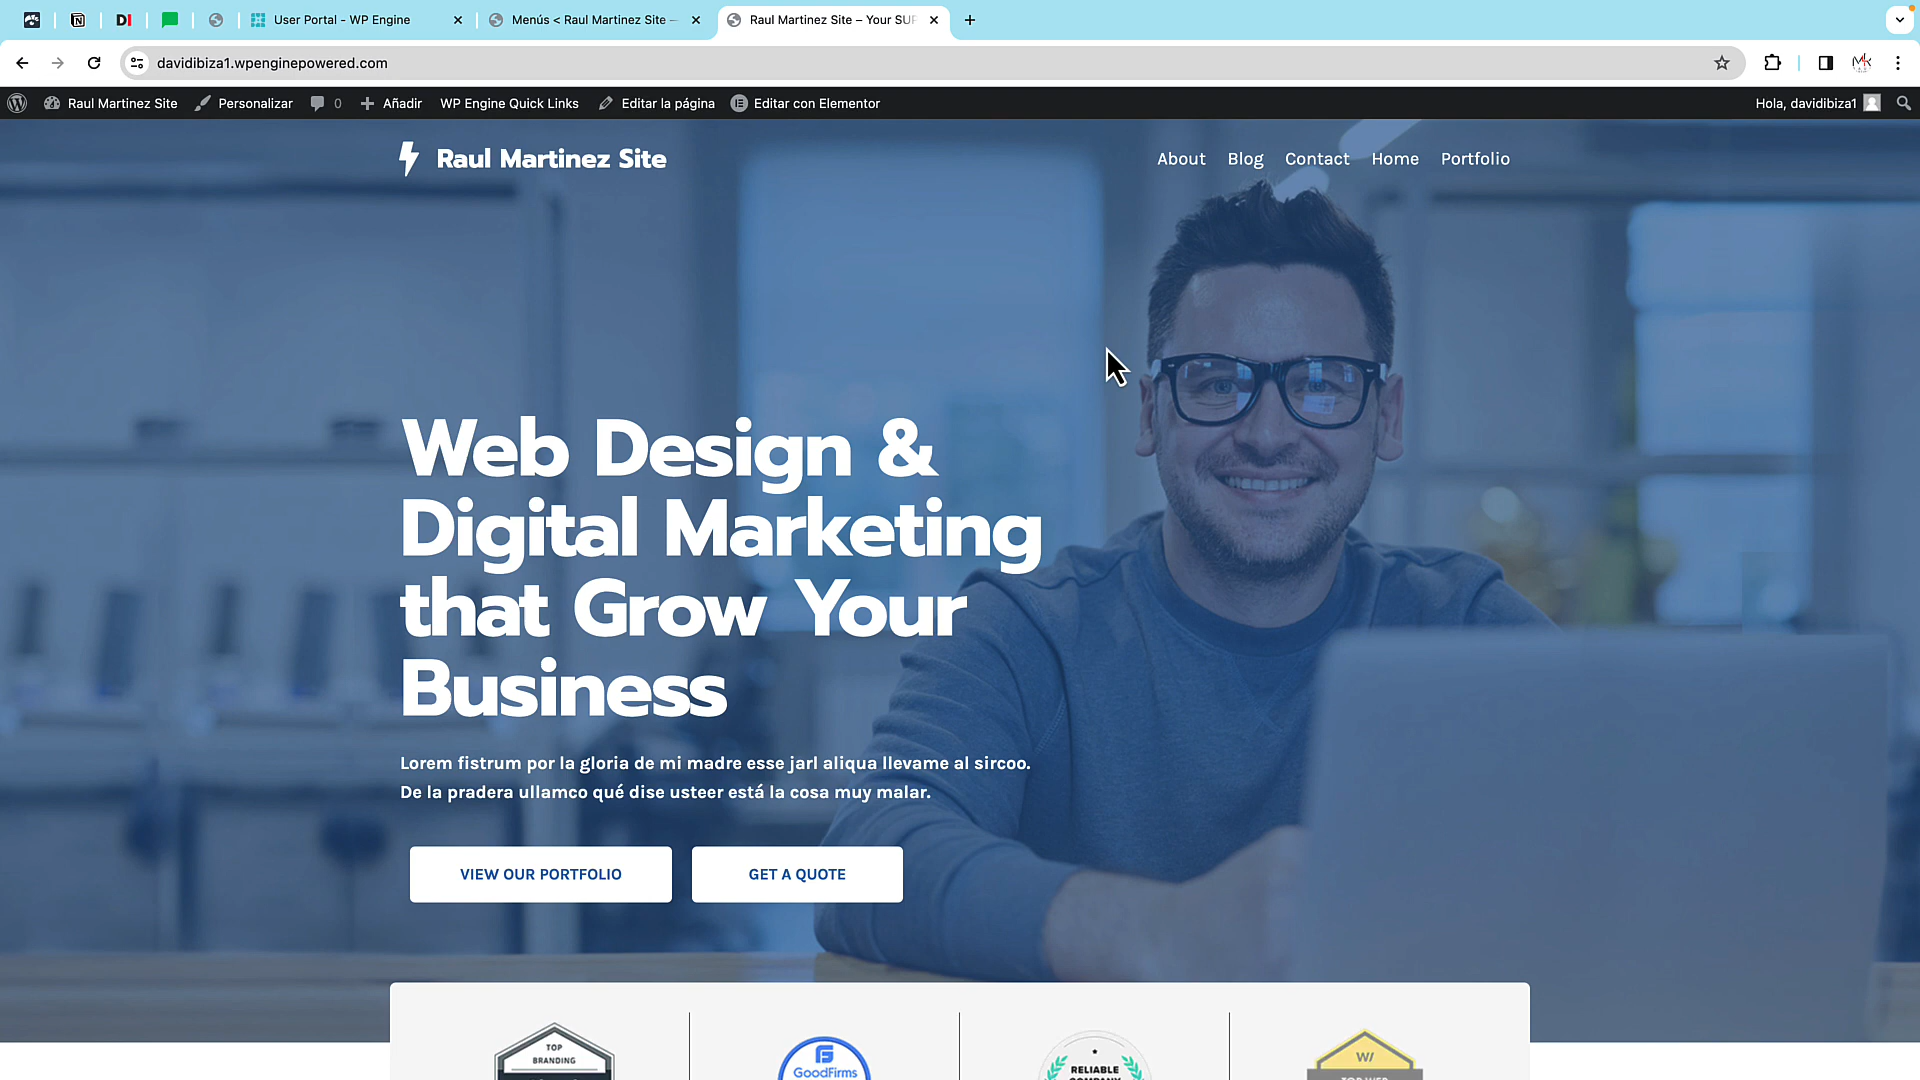 User Portal - WP Engine
Menús < Raul Martinez Site —
Raul Martinez Site – Your SUP
davidibiza1.wpenginepowered.com
Raul Martinez Site
Personalizar
0
Añadir
WP Engine Quick Links
Editar la página
Editar con Elementor
Hola, davidibiza1
Raul Martinez Site
About
Blog
Contact
Home
Portfolio
Web Design &
Digital Marketing
that Grow Your
Business
Lorem fistrum por la gloria de mi madre esse jarl aliqua llevame al sircoo.
De la pradera ullamco qué dise usteer está la cosa muy malar.
VIEW OUR PORTFOLIO
GET A QUOTE
TOP
BRANDING
GoodFirms
RELIABLE
COMPANY
W/
TOP WEB